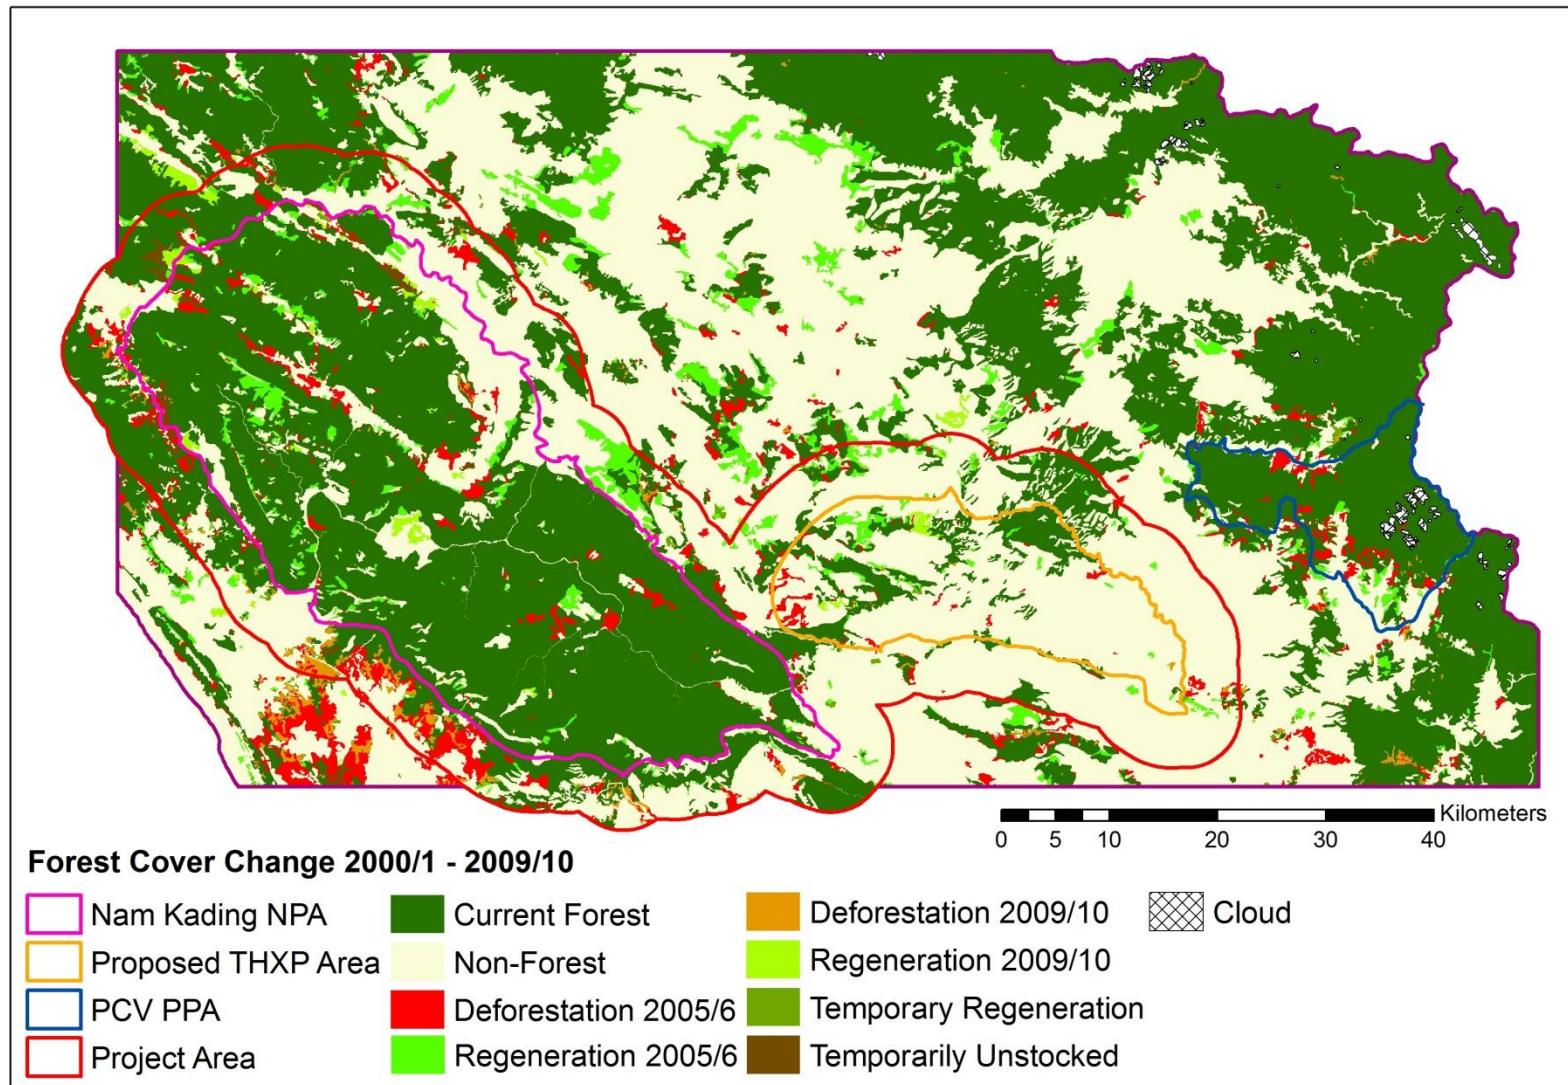 Kilometers
0 5 10 20 30 40
Forest Cover Change 2000/1 - 2009/10
Nam Kading NPA
Proposed THXP Area
PCV PPA
Project Area
Current Forest
Non-Forest
Deforestation 2005/6
Regeneration 2005/6
Deforestation 2009/10
Regeneration 2009/10
Temporary Regeneration
Temporarily Unstocked
Cloud